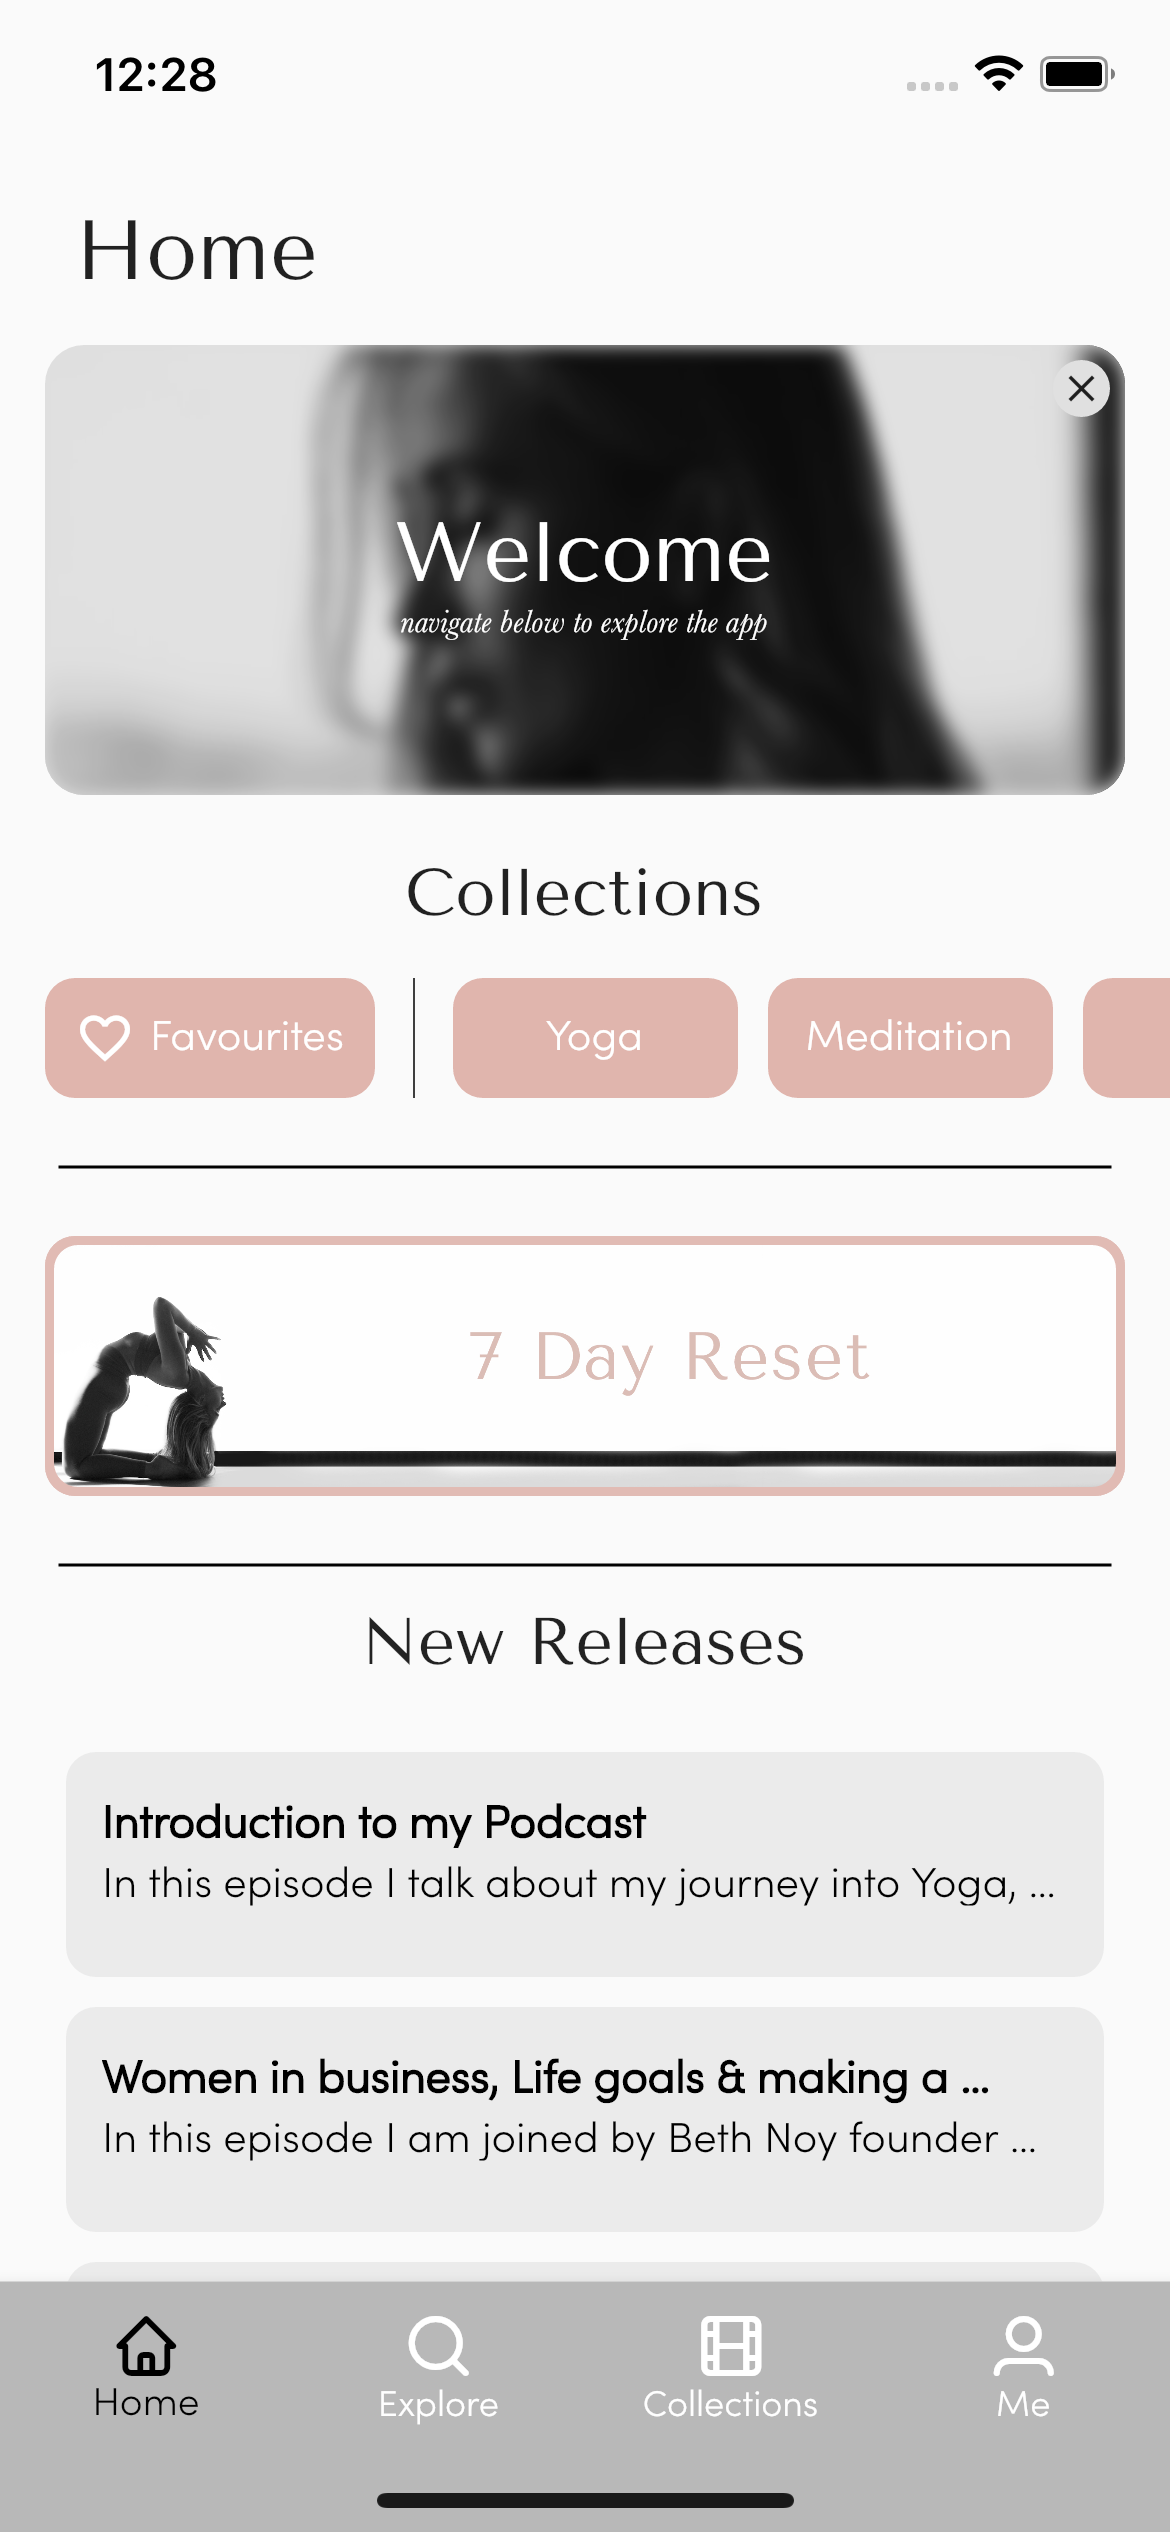 12:28
Home
Welcome
navigate below to explore the app
Collections
Favourites
Yoga
Meditation
7 Day Reset
New Releases
Introduction to my Podcast
In this episode I talk about my journey into Yoga, ...
Women in business, Life goals & making a ...
In this episode I am joined by Beth Noy founder ...
Home
Explore
Collections
Me